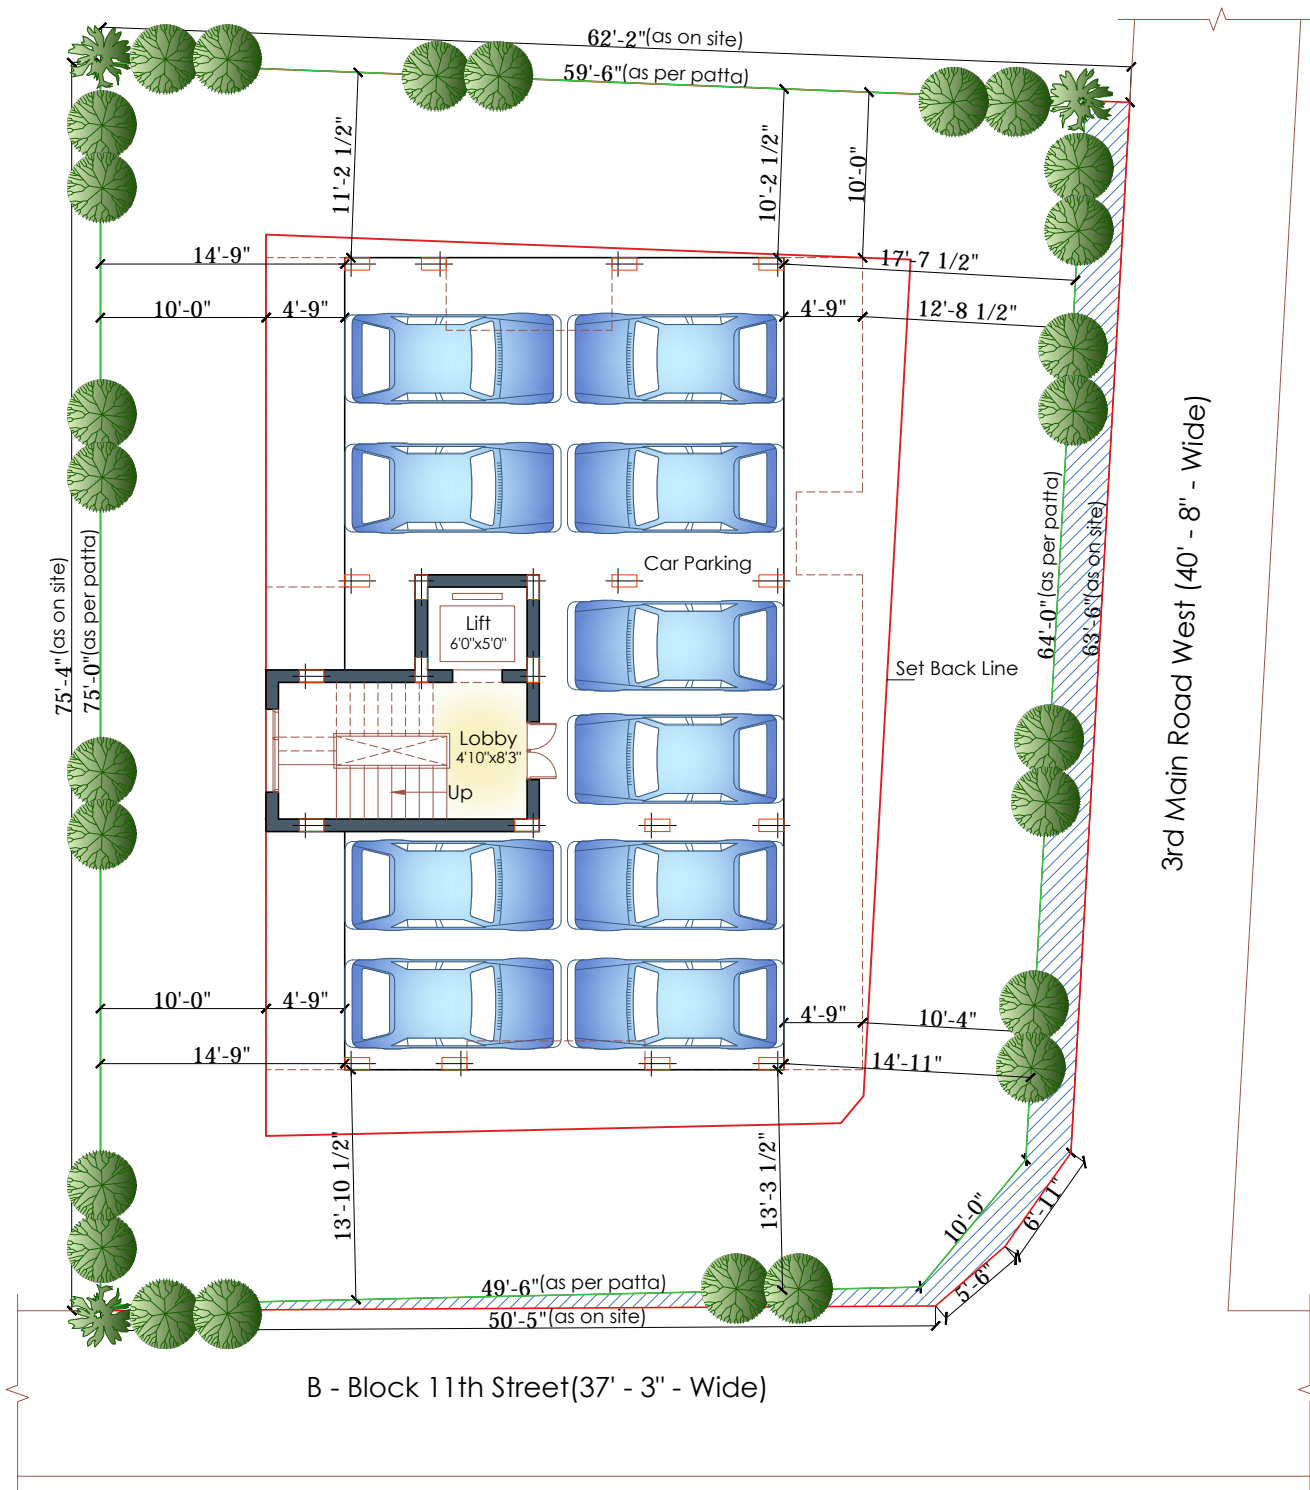 62'-2"(as on site)
59'-6"(as per patta)
11'-2 1/2"
10'-2 1/2"
10'-0"
14'-9"
17'-7 1/2"
10'-0"
4'-9"
4'-9"
12'-8 1/2"
3rd Main Road West (40' - 8" - Wide)
64'-0"(as per patta)
63'-6"(as on site)
75'-4"(as on site)
75'-0"(as per patta)
Car Parking
Lift
6'0"x5'0"
Set Back Line
Lobby
4'10"x8'3"
Up
10'-0"
4'-9"
4'-9"
10'-4"
14'-9"
14'-11"
13'-10 1/2"
13'-3 1/2"
10'-0"
6'-11"
5'-6"
49'-6"(as per patta)
50'-5"(as on site)
B - Block 11th Street(37' - 3" - Wide)